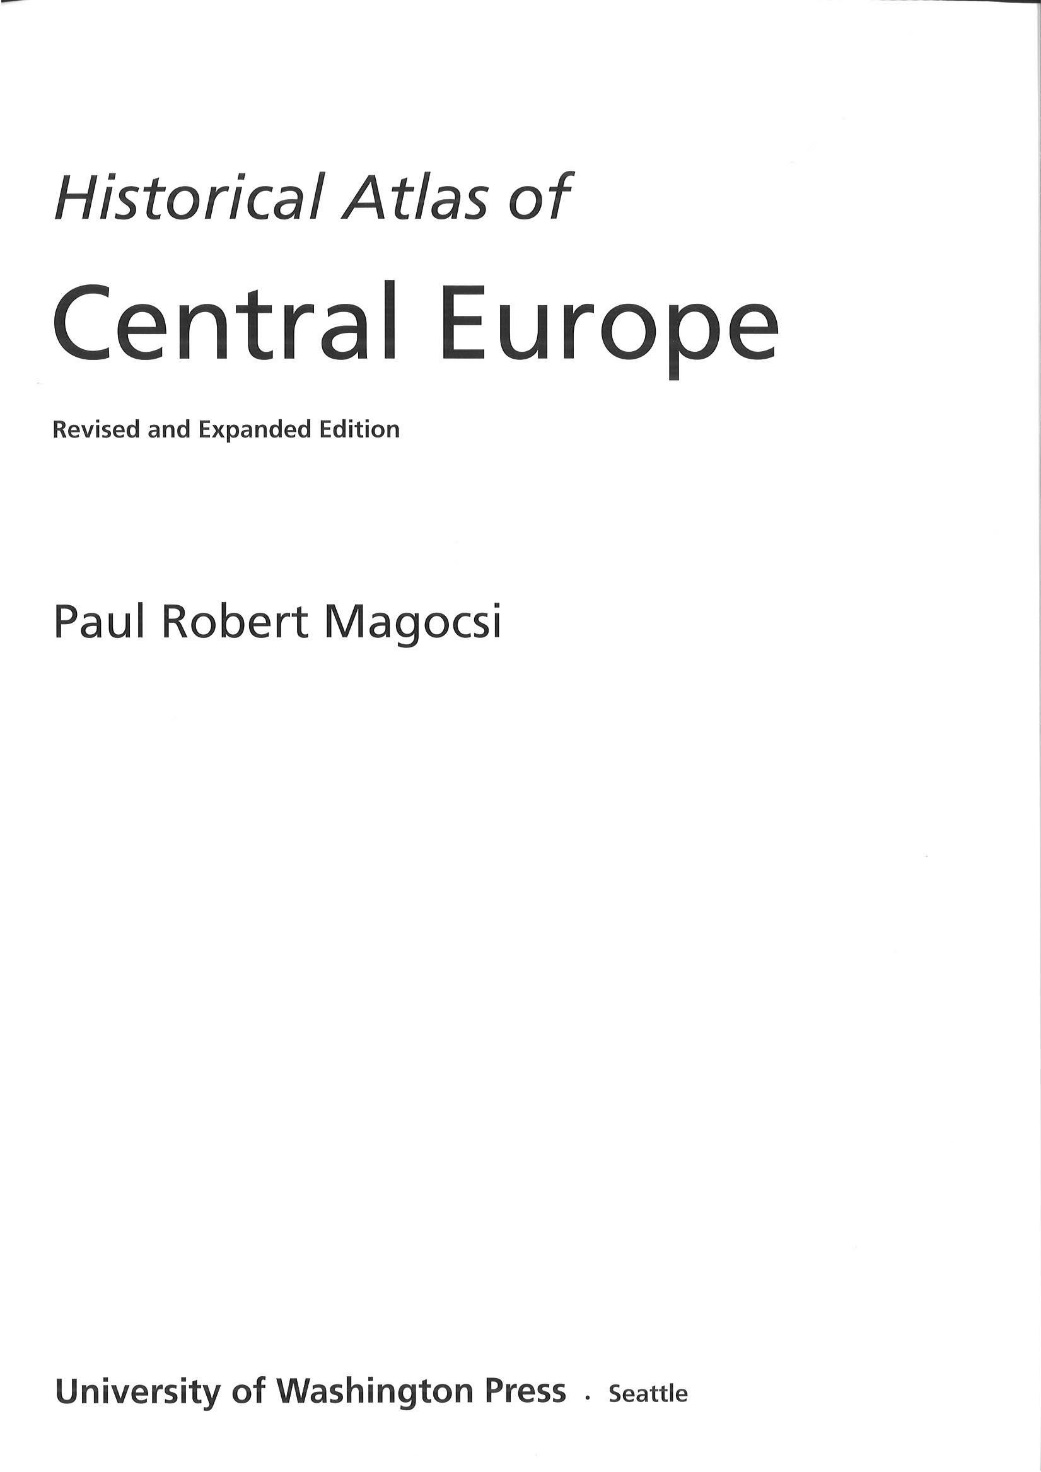 Historical Atlas of
Central Europe
Revised and Expanded Edition
Paul Robert Magocsi
University of Washington Press . Seattle